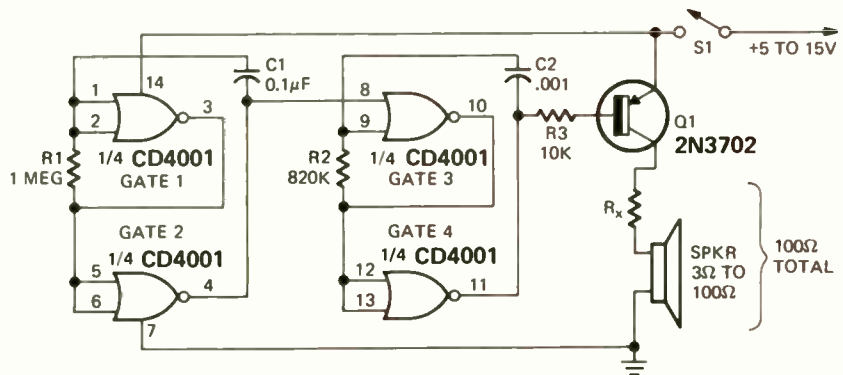 S1
+5 TO 15V
C1
0.1µF
C2
.001
1
14
2
3
8
9
10
R1
1 MEG
1/4 CD4001
GATE 1
R2
820K
1/4 CD4001
GATE 3
R3
10K
Q1
2N3702
Rx
GATE 2
1/4 CD4001
GATE 4
1/4 CD4001
5
6
4
7
12
13
11
SPKR
3Ω TO
100Ω
100Ω
TOTAL